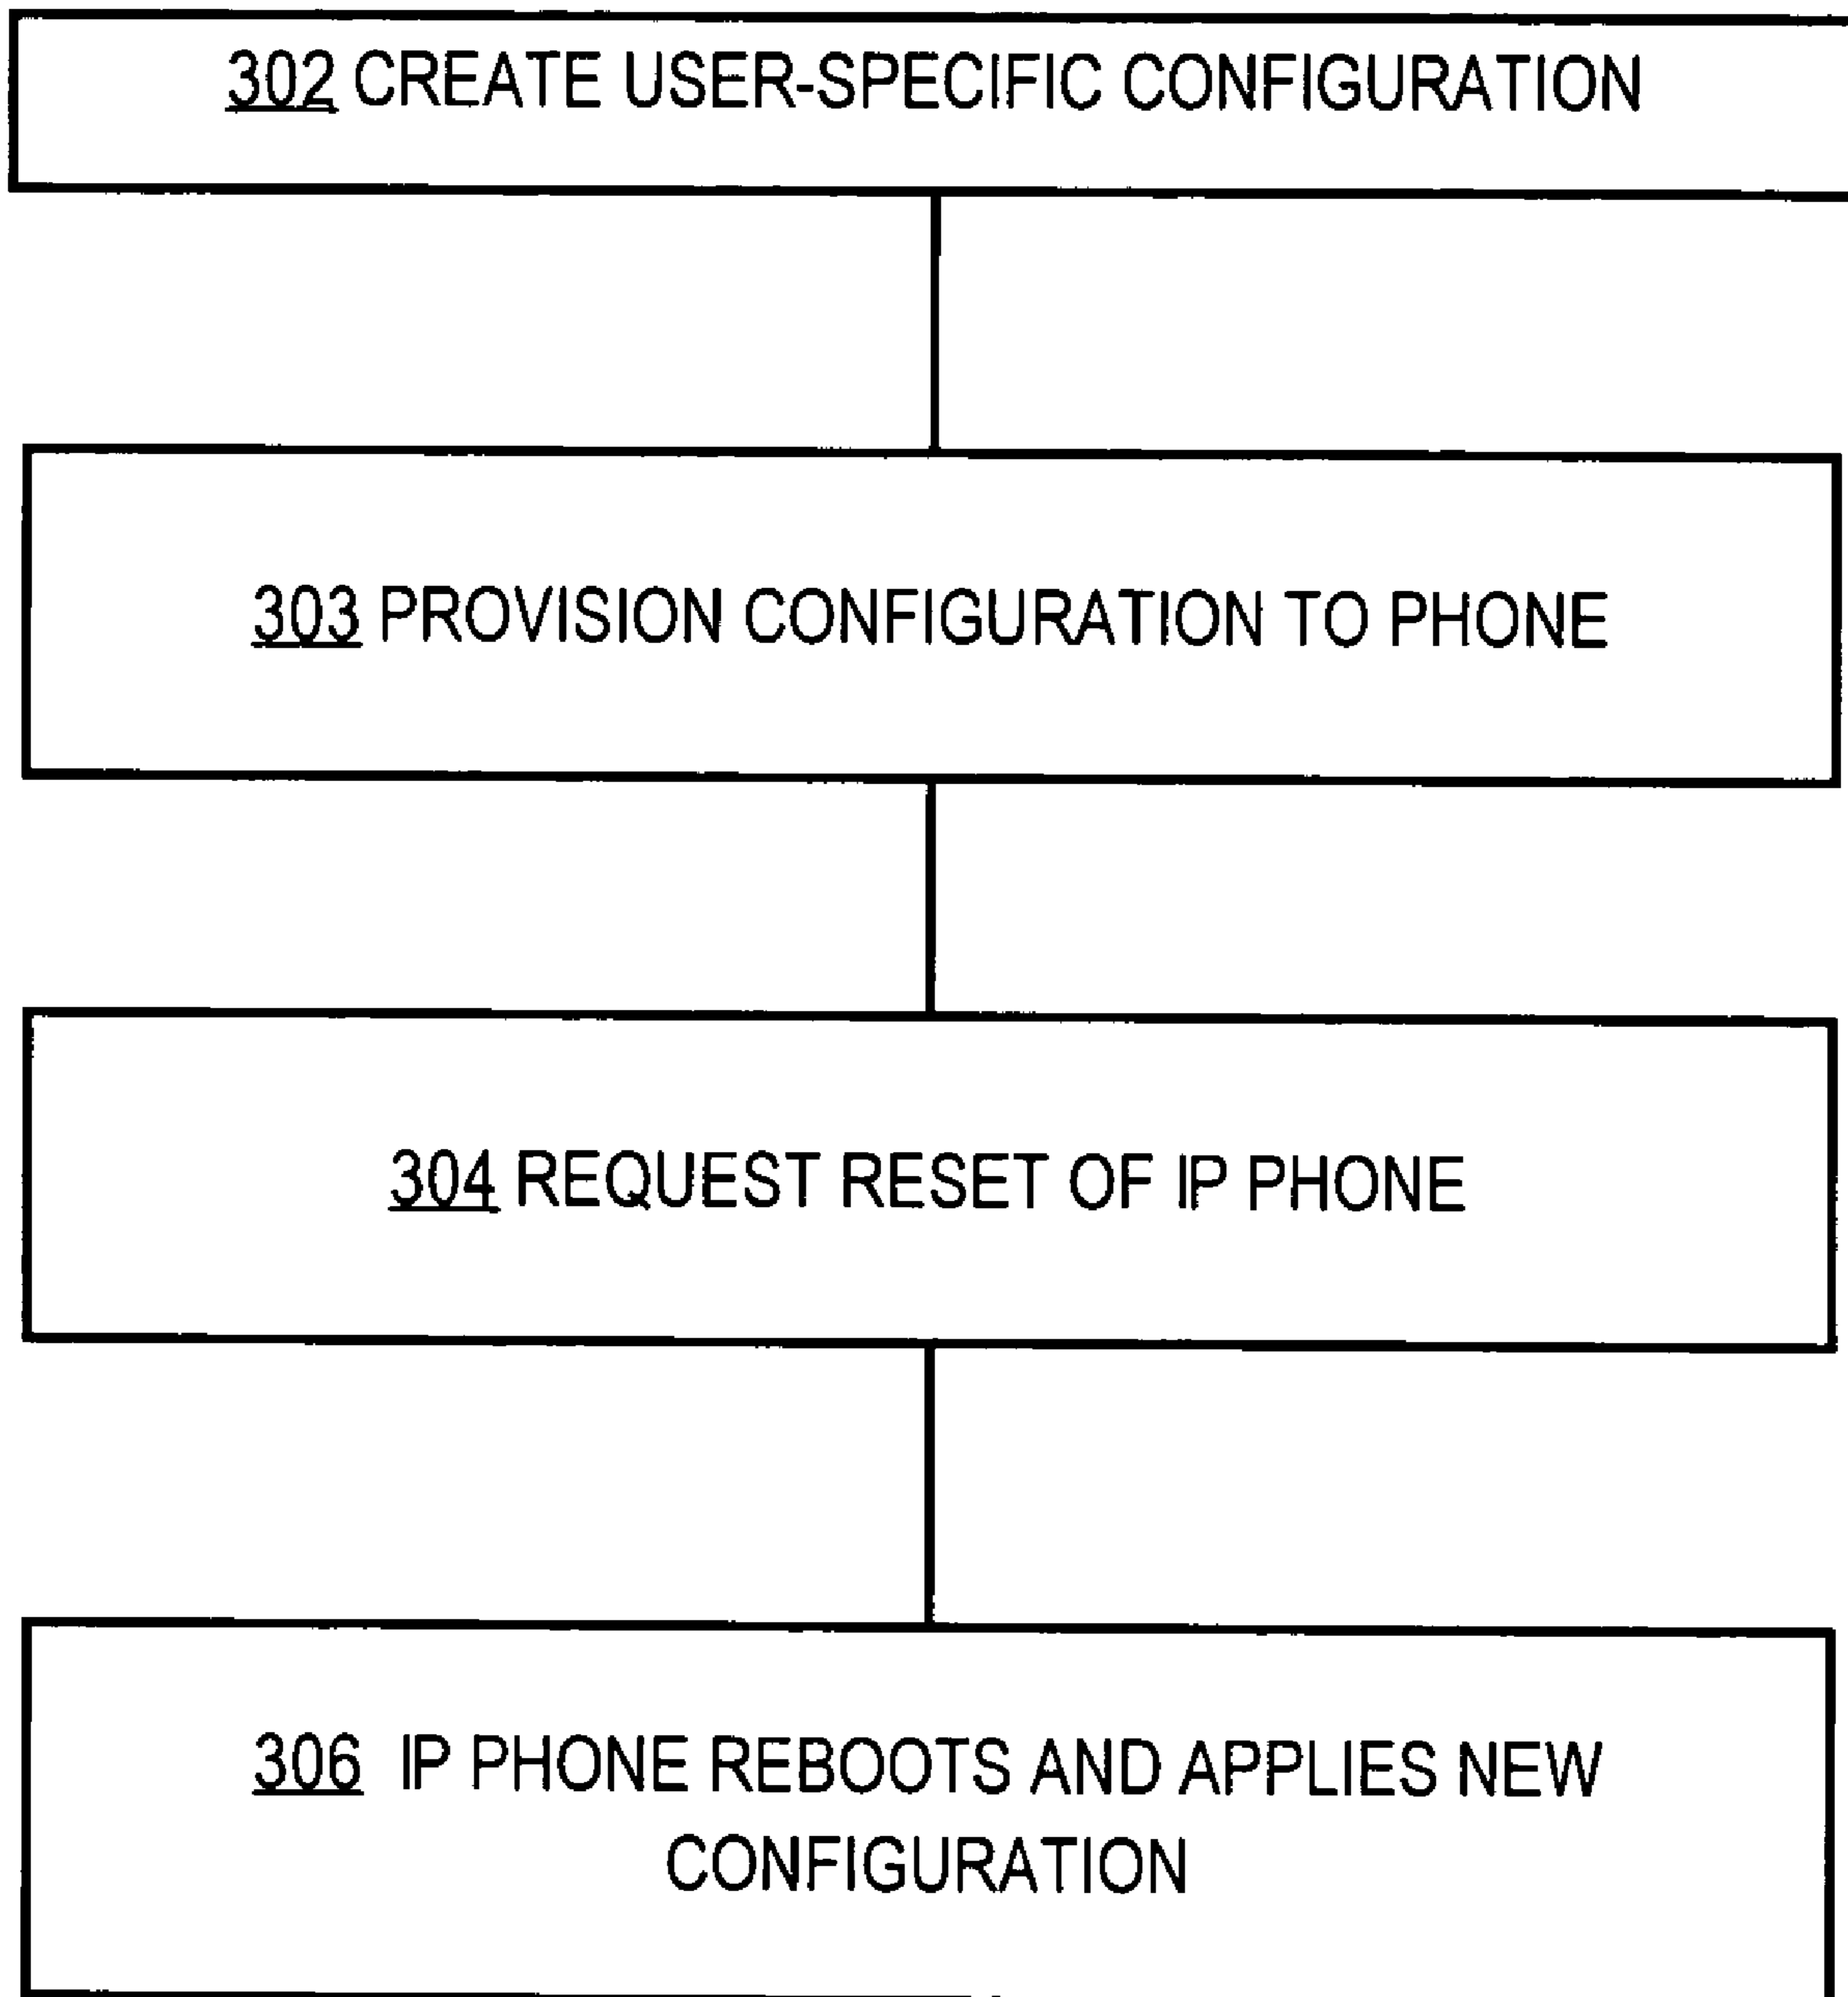 302 CREATE USER-SPECIFIC CONFIGURATION
303 PROVISION CONFIGURATION TO PHONE
304 REQUEST RESET OF IP PHONE
306 IP PHONE REBOOTS AND APPLIES NEW
CONFIGURATION